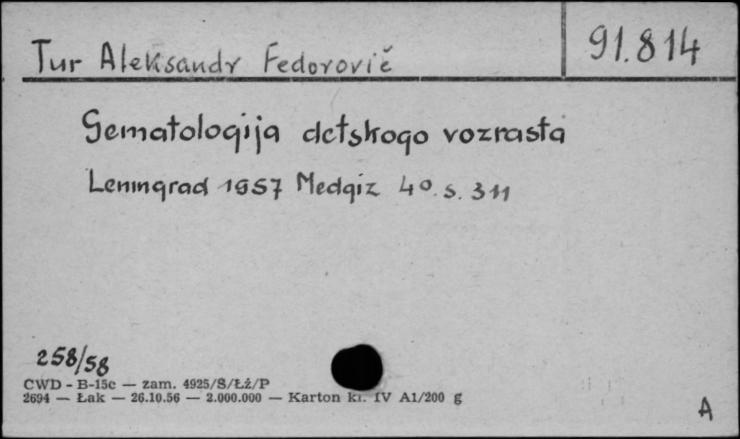 Tur Aleksandr Fedorovič
91.814
Gematologija detskogo vozrasta
Leningrad 1957 Medgiz 4° s. 311
258/58
CWD - B-15c — zam. 4925/S/Łż/P
2694 — Łak — 26.10.56 — 2.000.000 — Karton kl. IV A1/200 g
A